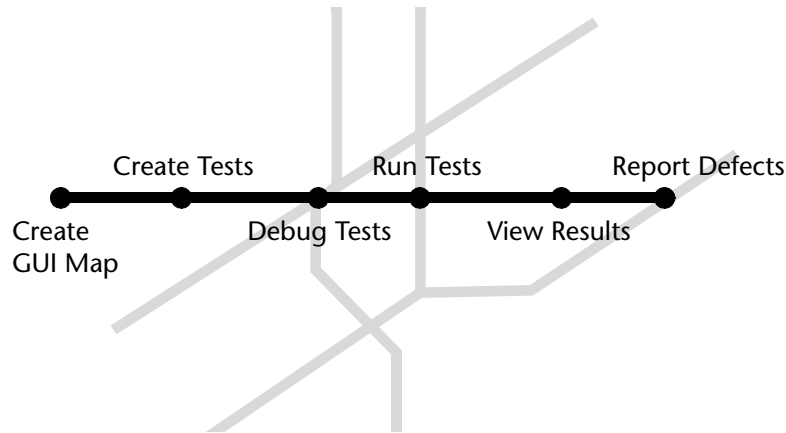 Create Tests
Run Tests
Report Defects
Create
GUI Map
Debug Tests
View Results